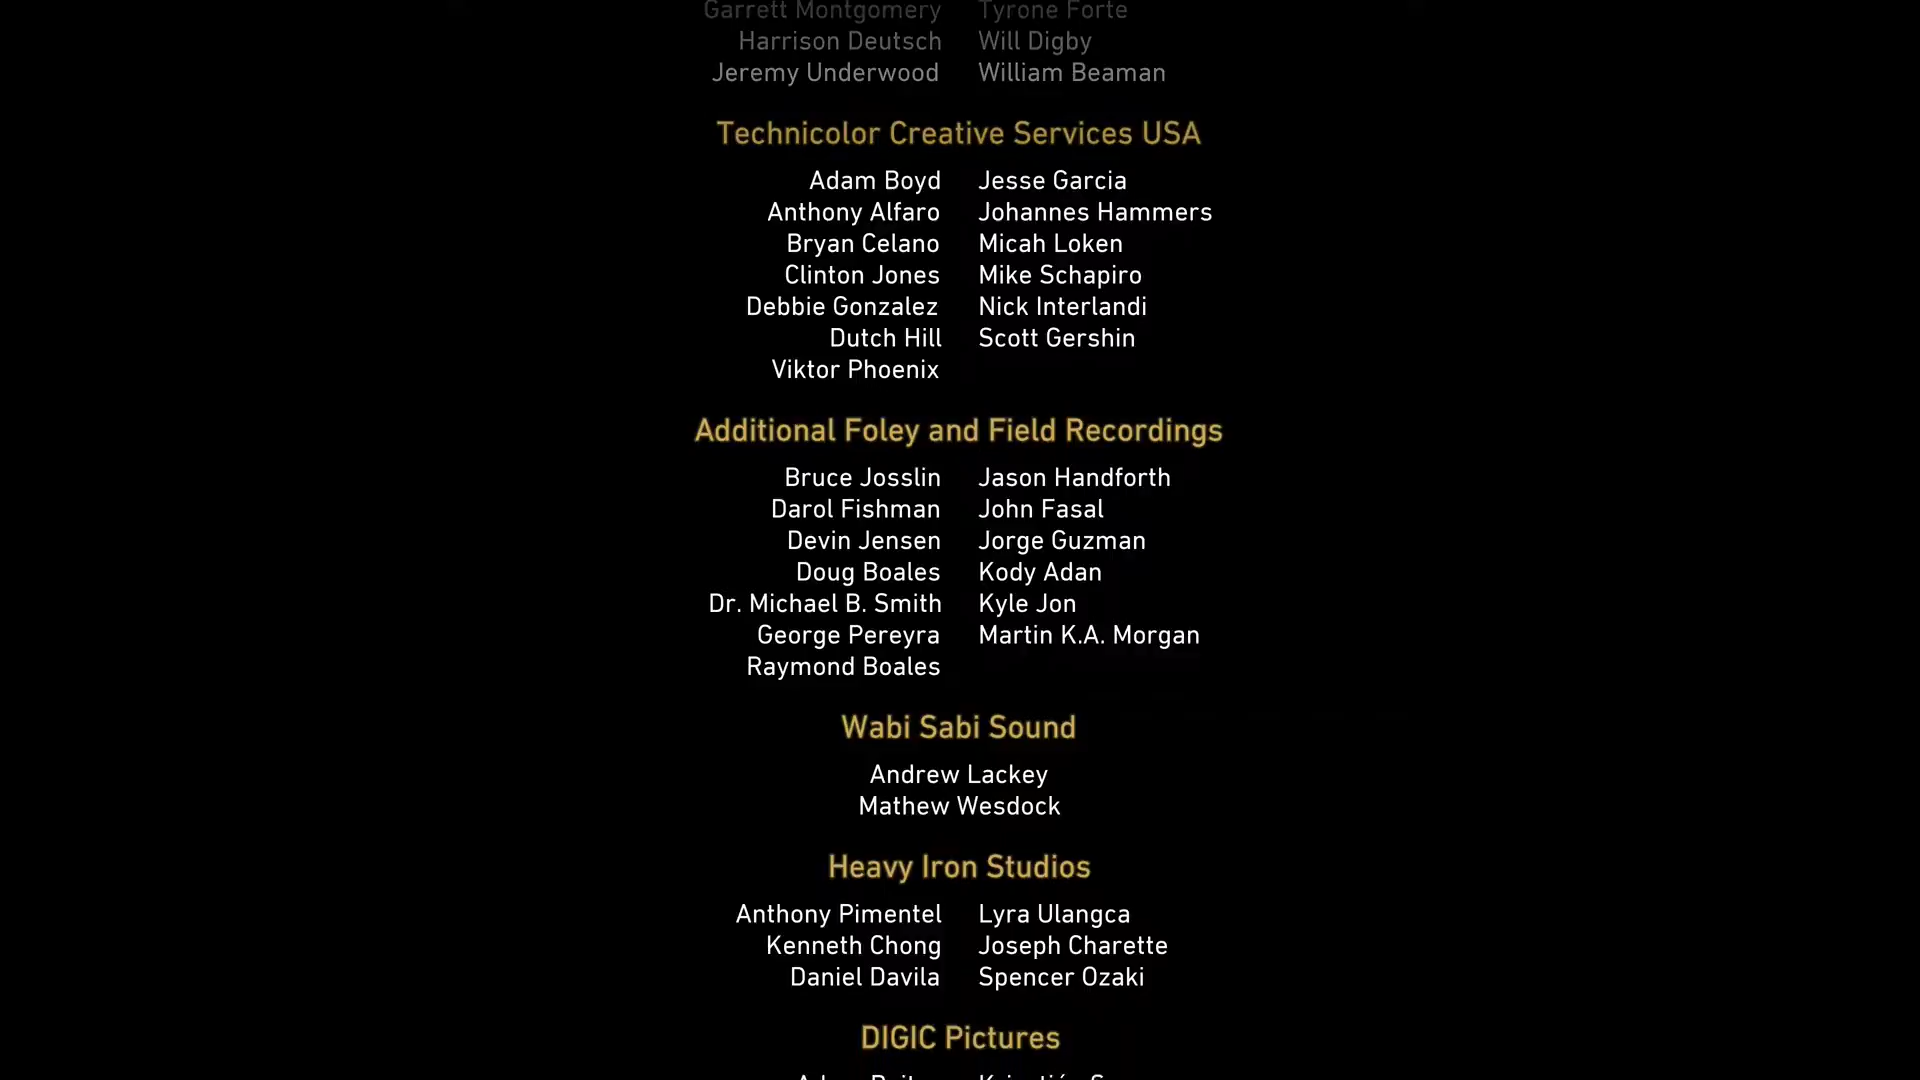 Garrett Montgomery Tyrone Forte
Harrison Deutsch Will Digby
Jeremy Underwood William Beaman
Technicolor Creative Services USA
Adam Boyd Jesse Garcia
Anthony Alfaro Johannes Hammers
Bryan Celano Micah Loken
Clinton Jones Mike Schapiro
Debbie Gonzalez Nick Interlandi
Dutch Hill Scott Gershin
Viktor Phoenix
Additional Foley and Field Recordings
Bruce Josslin Jason Handforth
Darol Fishman John Fasal
Devin Jensen Jorge Guzman
Doug Boales Kody Adan
Dr. Michael B. Smith Kyle Jon
George Pereyra Martin K.A. Morgan
Raymond Boales
Wabi Sabi Sound
Andrew Lackey
Mathew Wesdock
Heavy Iron Studios
Anthony Pimentel Lyra Ulangca
Kenneth Chong Joseph Charette
Daniel Davila Spencer Ozaki
DIGIC Pictures